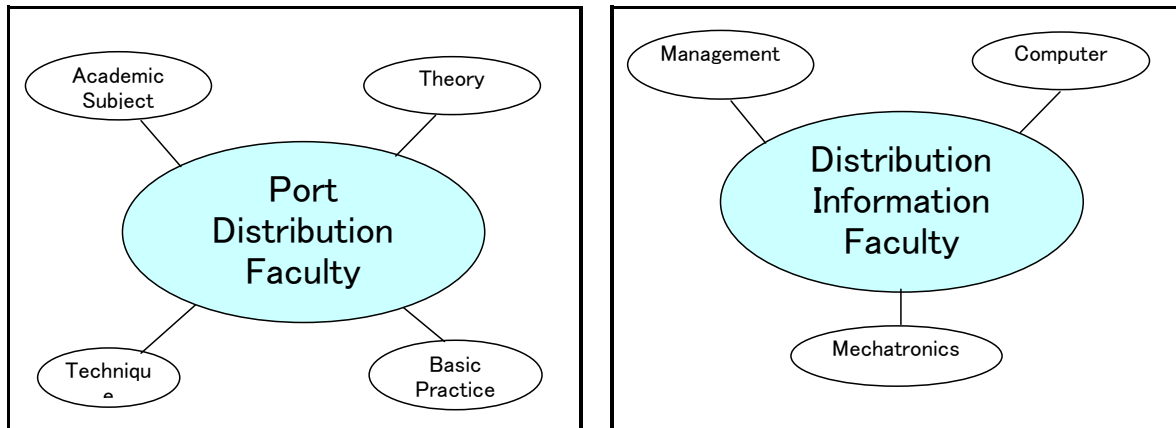 Academic
Subject
Theory
Port
Distribution
Faculty
Techniqu
e
Basic
Practice
Management
Computer
Distribution
Information
Faculty
Mechatronics